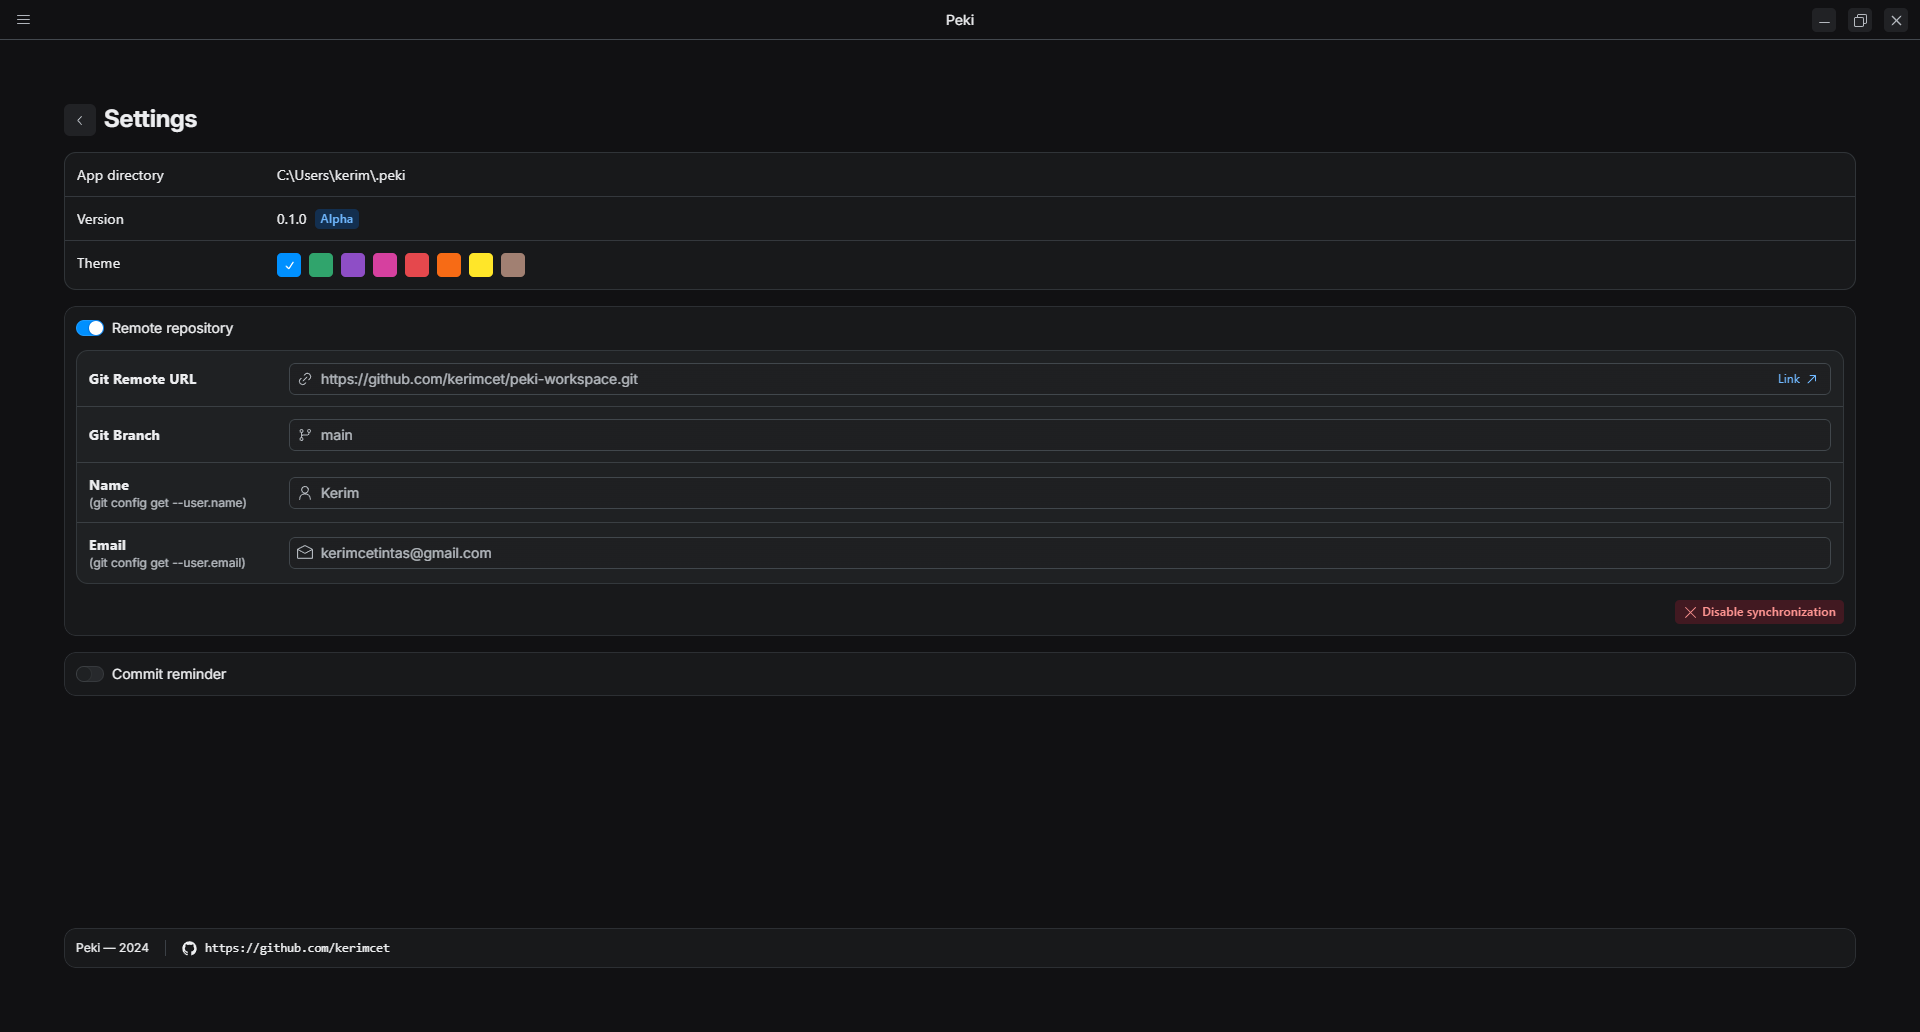 Peki
Settings
App directory
C:\Users\kerim\.peki
Version
0.1.0 Alpha
Theme
Remote repository
Git Remote URL
https://github.com/kerimcet/peki-workspace.git
Link
Git Branch
main
Name
(git config get --user.name)
Kerim
Email
(git config get --user.email)
kerimcetintas@gmail.com
Disable synchronization
Commit reminder
Peki — 2024
https://github.com/kerimcet